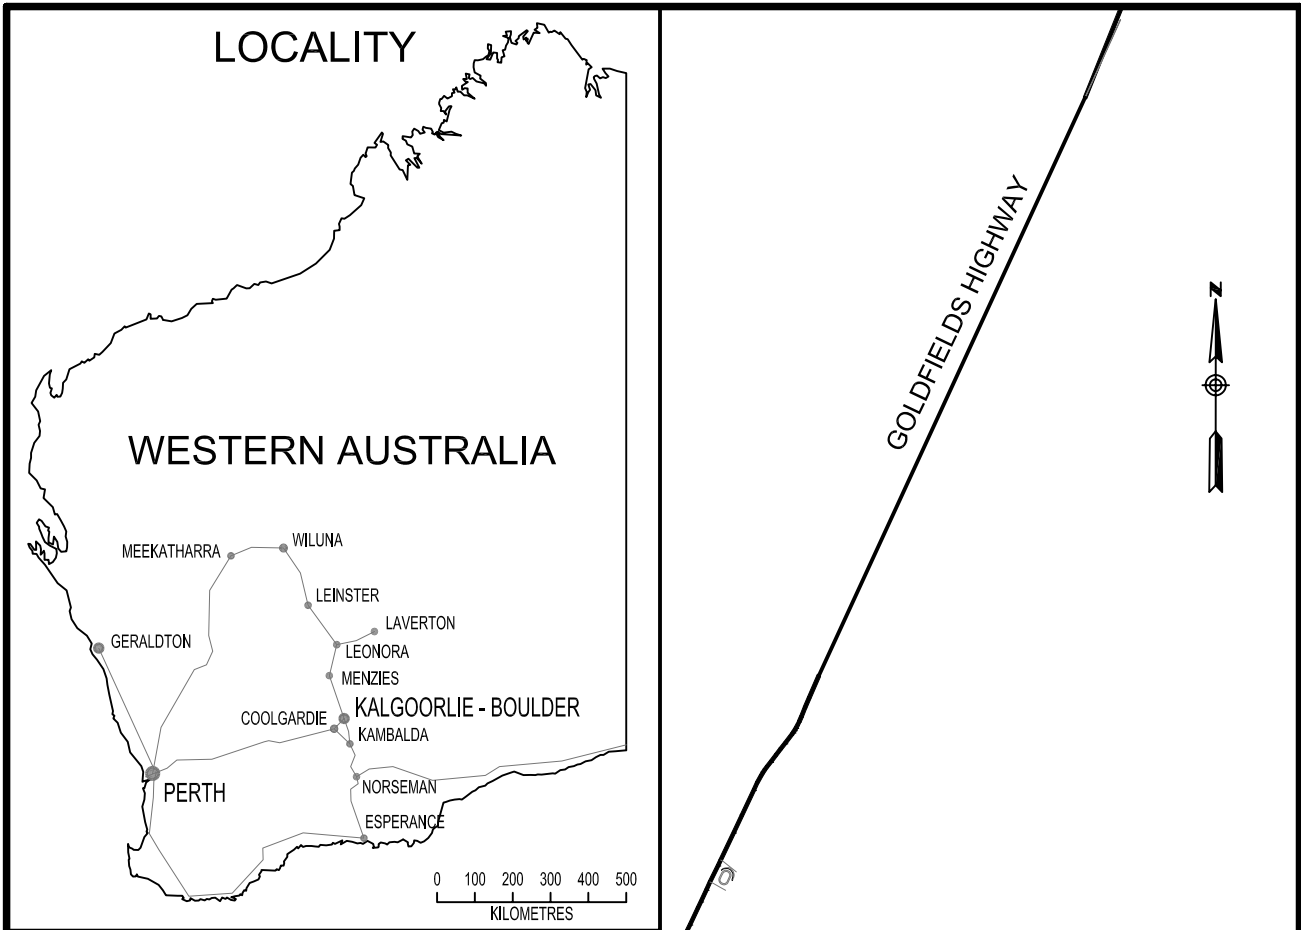 LOCALITY
WESTERN AUSTRALIA
MEEKATHARRA
WILUNA
LEINSTER
LAVERTON
GERALDTON
LEONORA
MENZIES
COOLGARDIE
KALGOORLIE - BOULDER
KAMBALDA
PERTH
NORSEMAN
ESPERANCE
0 100 200 300 400 500
KILOMETRES
GOLDFIELDS HIGHWAY
N